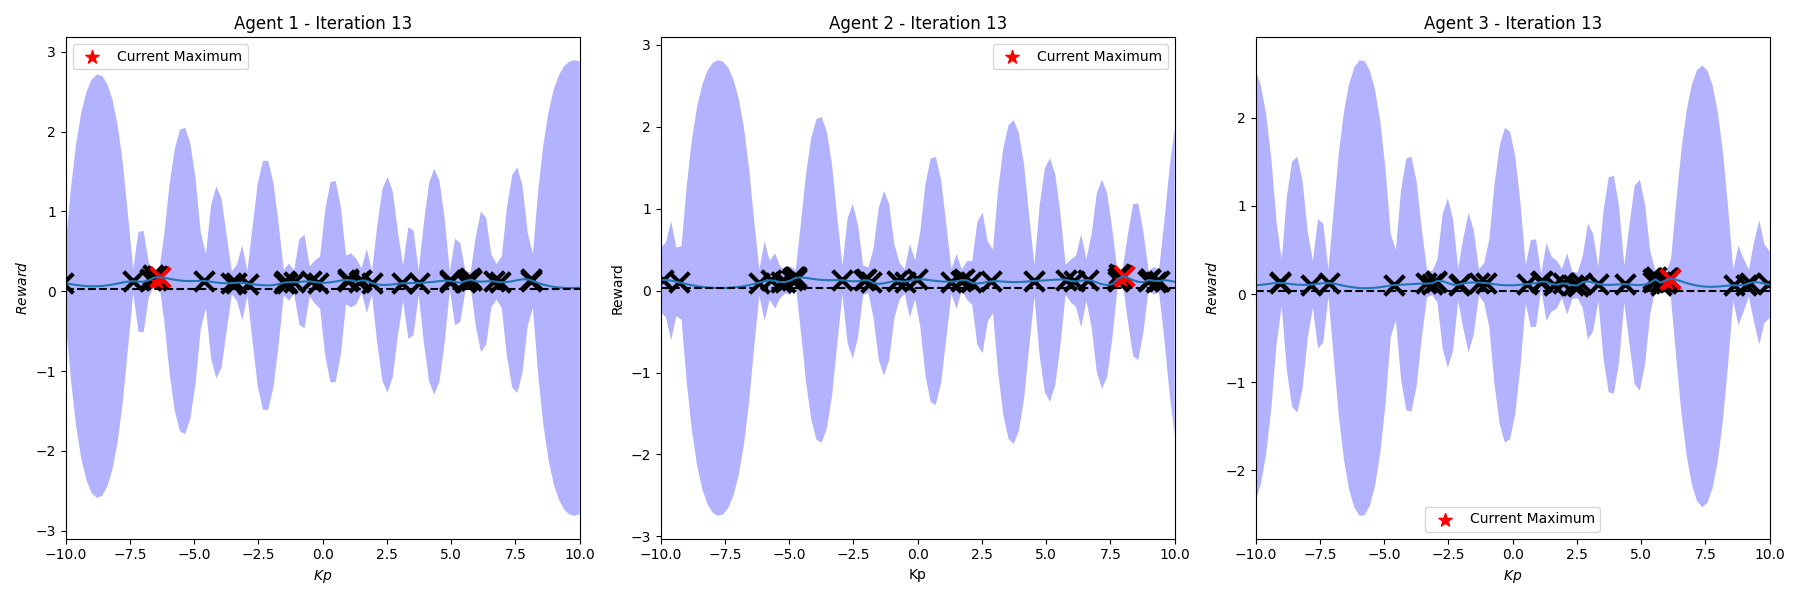 Agent 1 - Iteration 13
Current Maximum
Reward
3
2
1
0
−1
−2
−3
−10.0 −7.5 −5.0 −2.5 0.0 2.5 5.0 7.5 10.0
Kp
Agent 2 - Iteration 13
Current Maximum
Reward
3
2
1
0
−1
−2
−3
−10.0 −7.5 −5.0 −2.5 0.0 2.5 5.0 7.5 10.0
Kp
Agent 3 - Iteration 13
Reward
2
1
0
−1
−2
Current Maximum
−10.0 −7.5 −5.0 −2.5 0.0 2.5 5.0 7.5 10.0
Kp